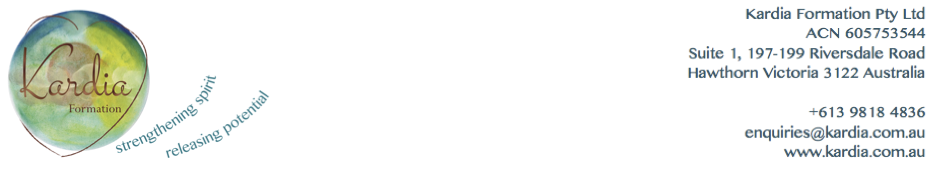 Kardia
Formation
strengthening spirit
releasing potential
Kardia Formation Pty Ltd
ACN 605753544
Suite 1, 197-199 Riversdale Road
Hawthorn Victoria 3122 Australia
+613 9818 4836
enquiries@kardia.com.au
www.kardia.com.au